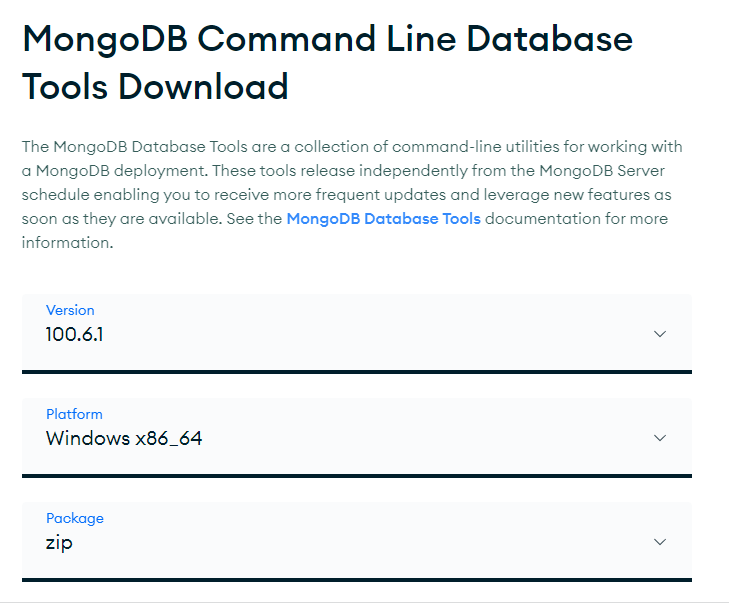 MongoDB Command Line Database
Tools Download
The MongoDB Database Tools are a collection of command-line utilities for working with
a MongoDB deployment. These tools release independently from the MongoDB Server
schedule enabling you to receive more frequent updates and leverage new features as
soon as they are available. See the MongoDB Database Tools documentation for more
information.
Version
100.6.1
Platform
Windows x86_64
Package
zip